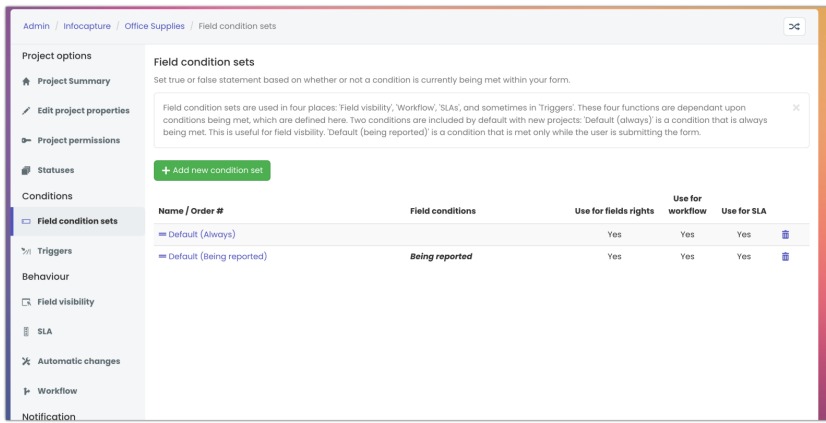 Admin / Infocapture / Office Supplies / Field condition sets
Project options
Project Summary
Edit project properties
Project permissions
Statuses
Conditions
Field condition sets
Triggers
Behaviour
Field visibility
SLA
Automatic changes
Workflow
Notification
Field condition sets
Set true or false statement based on whether or not a condition is currently being met within your form.
Field condition sets are used in four places: 'Field visbility', 'Workflow', 'SLAs', and sometimes in 'Triggers'. These four functions are dependant upon
conditions being met, which are defined here. Two conditions are included by default with new projects: 'Default (always)' is a condition that is always
being met. This is useful for field visbility. 'Default (being reported)' is a condition that is met only while the user is submitting the form.
+ Add new condition set
Name / Order # Field conditions Use for fields rights Use for workflow Use for SLA
Default (Always) Yes Yes Yes
Default (Being reported) Being reported Yes Yes Yes